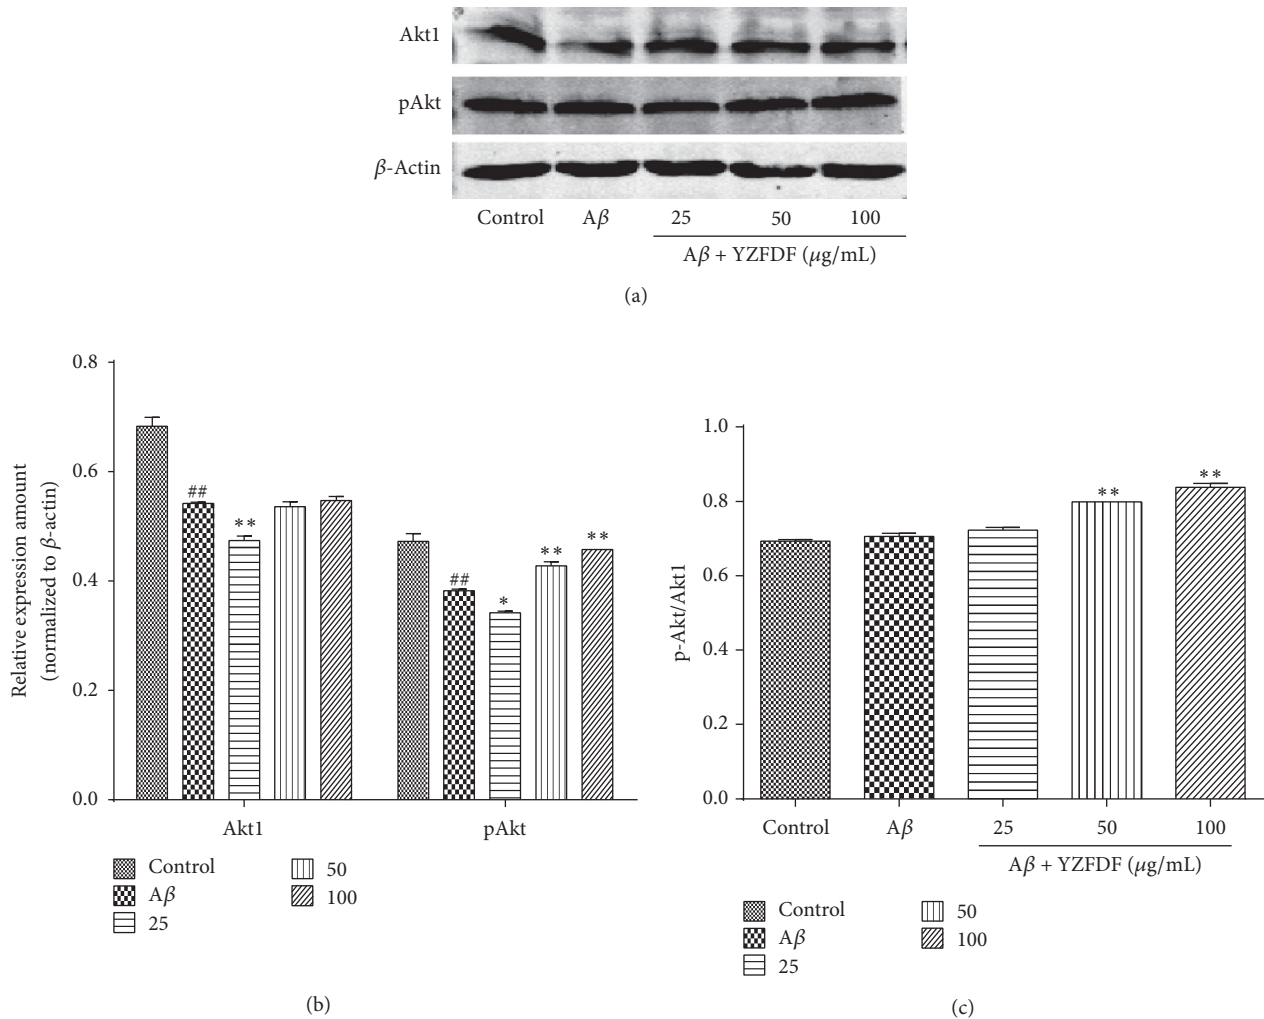 Akt1
pAkt
β-Actin
Control Aβ 25 50 100
Aβ + YZFDF (μg/mL)
(a)
Relative expression amount
(normalized to β-actin)
0.8
0.6
0.4
0.2
0.0
##
**
##
*
**
**
Akt1 pAkt
Control
Aβ
25
50
100
(b)
p-Akt/Akt1
1.0
0.8
0.6
0.4
0.2
0.0
**
**
Control Aβ 25 50 100
Aβ + YZFDF (μg/mL)
Control
Aβ
25
50
100
(c)